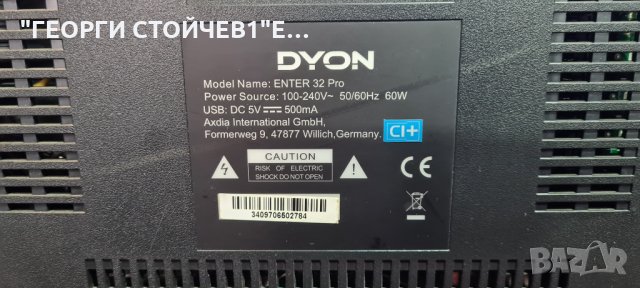 "ГЕОРГИ СТОЙЧЕВ1"Е...
DYON
Model Name: ENTER 32 Pro
Power Source: 100-240V~ 50/60Hz 60W
USB: DC 5V 500mA
Axdia International GmbH,
Formerweg 9, 47877 Willich,Germany.
CI+
CAUTION
RISK OF ELECTRIC
SHOCK DO NOT OPEN
CE
3409706502784
BAZAR